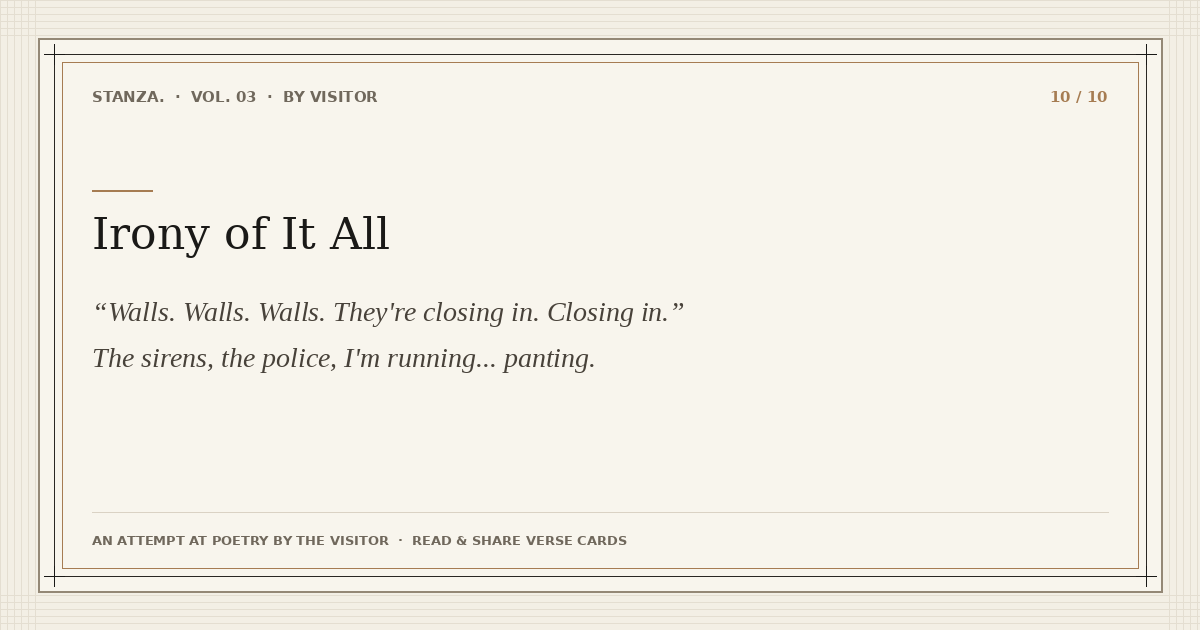 STANZA. · VOL. 03 · BY VISITOR
10 / 10
Irony of It All
“Walls. Walls. Walls. They're closing in. Closing in.”
The sirens, the police, I'm running... panting.
AN ATTEMPT AT POETRY BY THE VISITOR · READ & SHARE VERSE CARDS